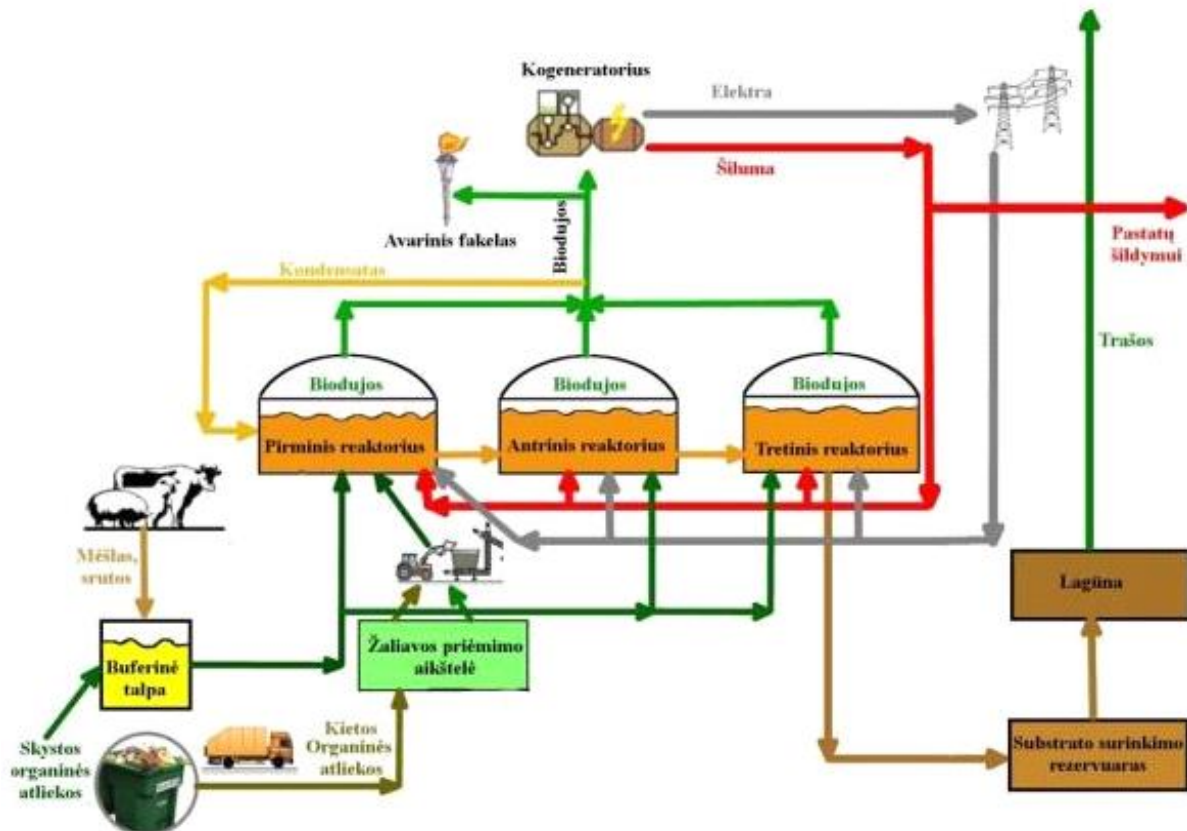 Kogeneratorius
Elektra
Šiluma
Avarinis fakelas
Biodujos
Pastatų
šildymui
Kondensatas
Trąšos
Biodujos
Biodujos
Biodujos
Pirminis reaktorius
Antrinis reaktorius
Tretinis reaktorius
Mėšlas,
srutos
Lagūna
Žaliavos priėmimo
aikštelė
Buferinė
talpa
Kietos
Organinės
atliekos
Skystos
organinės
atliekos
Substrato surinkimo
rezervuaras